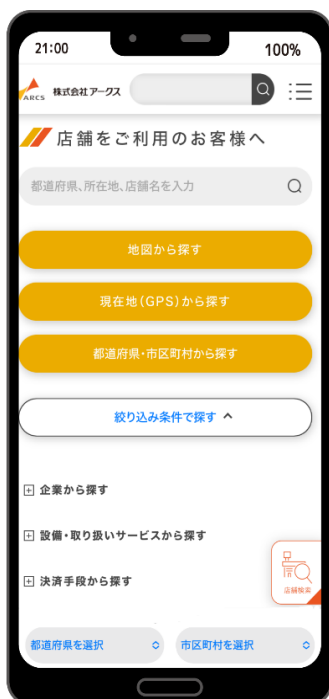 21:00
100%
ARCS 株式会社アークス
店舗をご利用のお客様へ
都道府県、所在地、店舗名を入力
地図から探す
現在地(GPS)から探す
都道府県・市区町村から探す
絞り込み条件で探す
企業から探す
設備・取り扱いサービスから探す
決済手段から探す
店舗検索
都道府県を選択
市区町村を選択